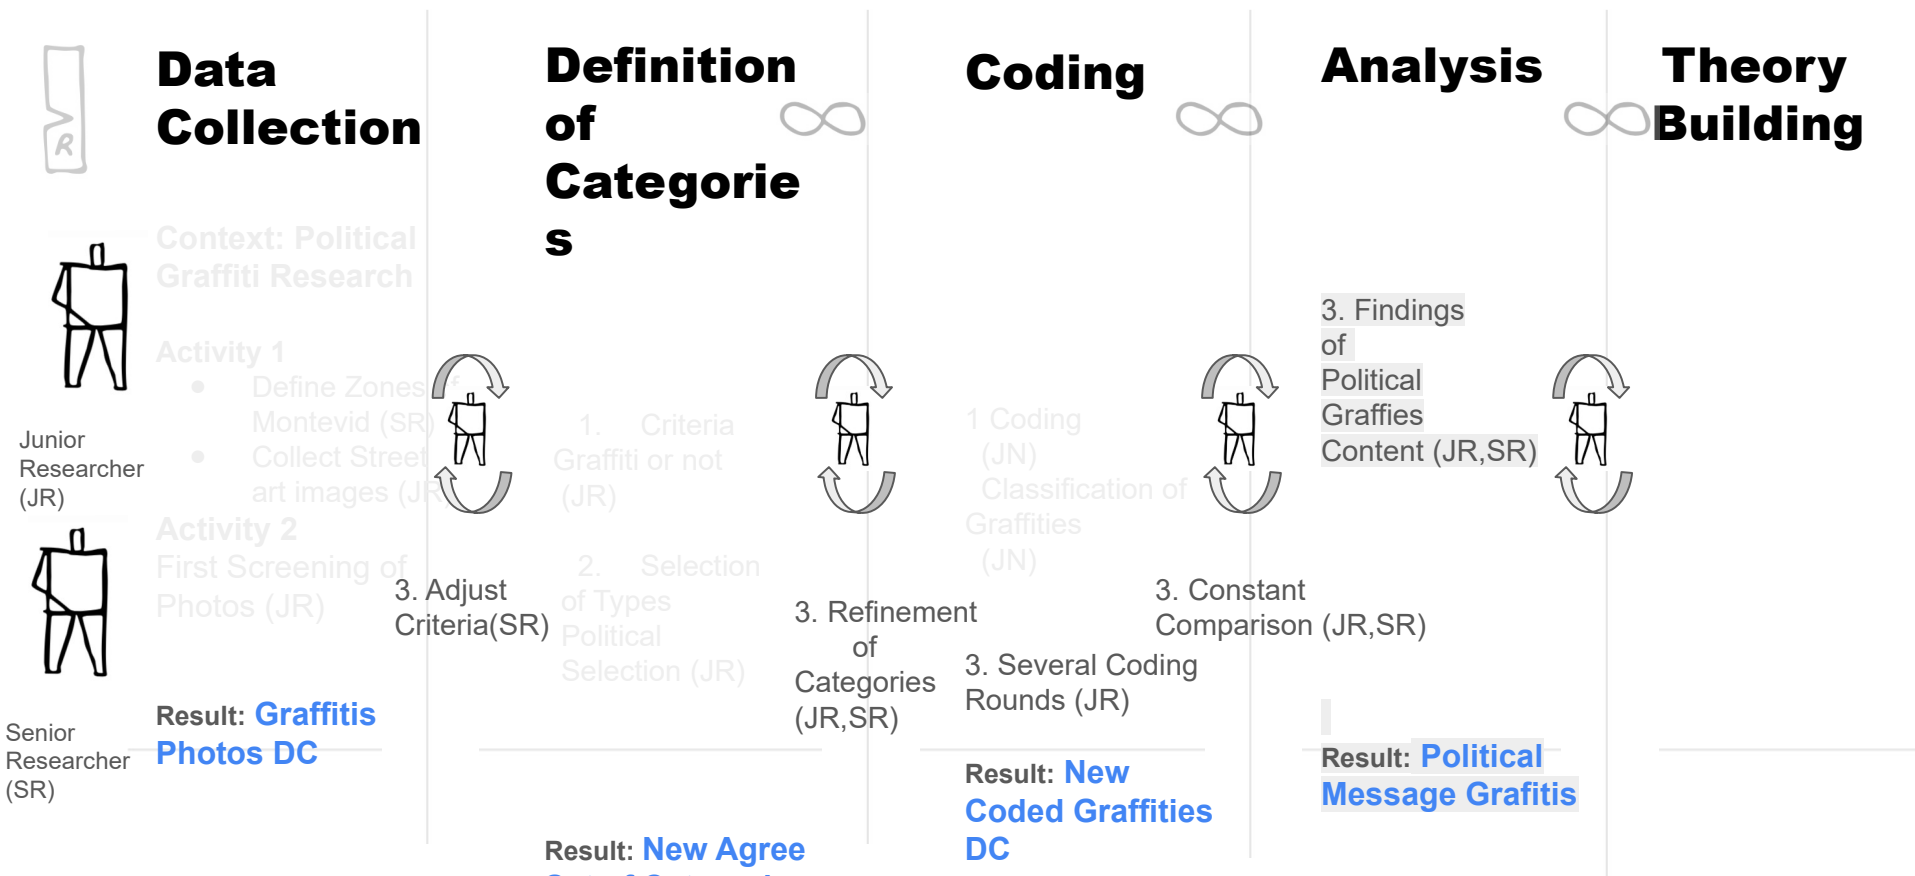 Data
Collection
Definition
of
Categorie
s
Coding
Analysis
Theory
Building
R
Context: Political
Graffiti Research
Activity 1
● Define Zones of
Montevid (SR)
● Collect Street
art images (JR)
Activity 2
First Screening of
Photos (JR)
Junior
Researcher
(JR)
Senior
Researcher
(SR)
Result: Graffitis
Photos DC
3. Adjust
Criteria(SR)
1. Criteria
Graffiti or not
(JR)
2. Selection
of Types
Political
Selection (JR)
Result: New Agree
3. Refinement
of
Categories
(JR,SR)
1 Coding
(JN)
Classification of
Graffities
(JN)
3. Several Coding
Rounds (JR)
Result: New
Coded Graffities
DC
3. Constant
Comparison (JR,SR)
3. Findings
of
Political
Graffies
Content (JR,SR)
Result: Political
Message Grafitis